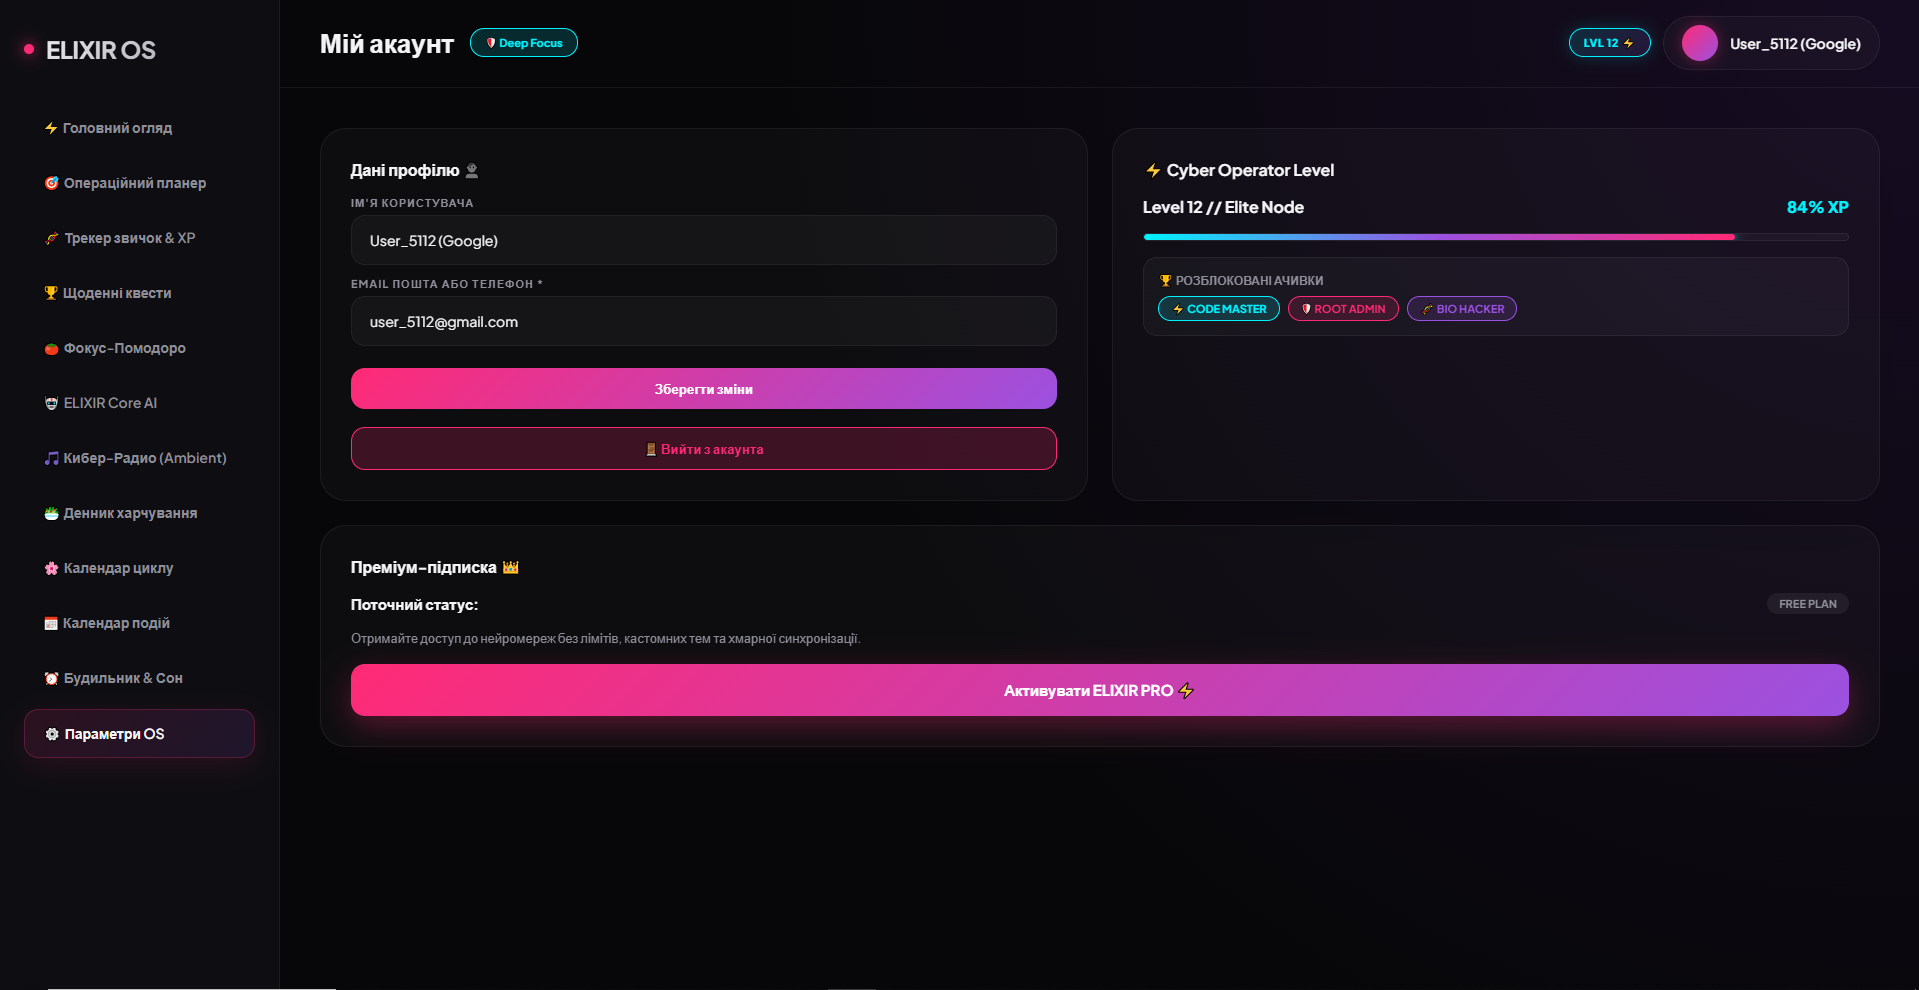 ELIXIR OS
Головний огляд
Операційний планер
Трекер звичок & XP
Щоденні квести
Фокус-Помодоро
ELIXIR Core AI
Кибер-Радио (Ambient)
Денник харчування
Календар циклу
Календар подій
Будильник & Сон
Параметри OS
Мій акаунт
Deep Focus
LVL 12
User_5112 (Google)
Дані профілю
ІМ'Я КОРИСТУВАЧА
User_5112 (Google)
EMAIL ПОШТА АБО ТЕЛЕФОН *
user_5112@gmail.com
Зберегти зміни
Вийти з акаунта
Cyber Operator Level
Level 12 // Elite Node
84% XP
РОЗБЛОКОВАНІ АЧИВКИ
CODE MASTER
ROOT ADMIN
BIO HACKER
Преміум-підписка
Поточний статус:
FREE PLAN
Отримайте доступ до нейромереж без лімітів, кастомних тем та хмарної синхронізації.
Активувати ELIXIR PRO